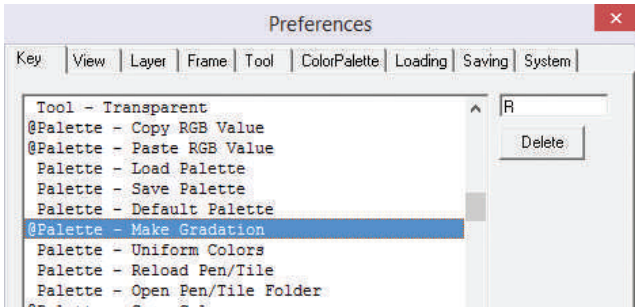 Preferences
Key View Layer Frame Tool ColorPalette Loading Saving System
Tool - Transparent
@Palette - Copy RGB Value
@Palette - Paste RGB Value
Palette - Load Palette
Palette - Save Palette
Palette - Default Palette
@Palette - Make Gradation
Palette - Uniform Colors
Palette - Reload Pen/Tile
Palette - Open Pen/Tile Folder
R
Delete